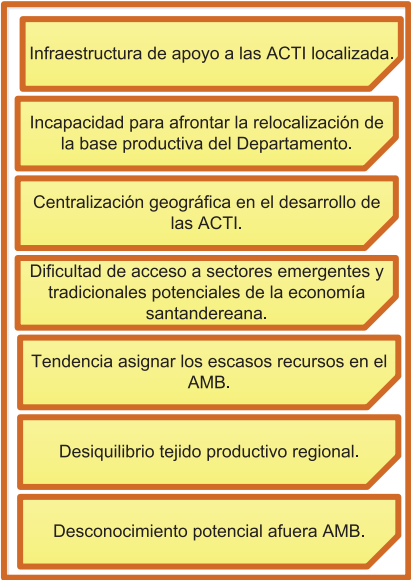 Infraestructura de apoyo a las ACTI localizada.
Incapacidad para afrontar la relocalización de
la base productiva del Departamento.
Centralización geográfica en el desarrollo de
las ACTI.
Dificultad de acceso a sectores emergentes y
tradicionales potenciales de la economía
santandereana.
Tendencia asignar los escasos recursos en el
AMB.
Desiquilibrio tejido productivo regional.
Desconocimiento potencial afuera AMB.